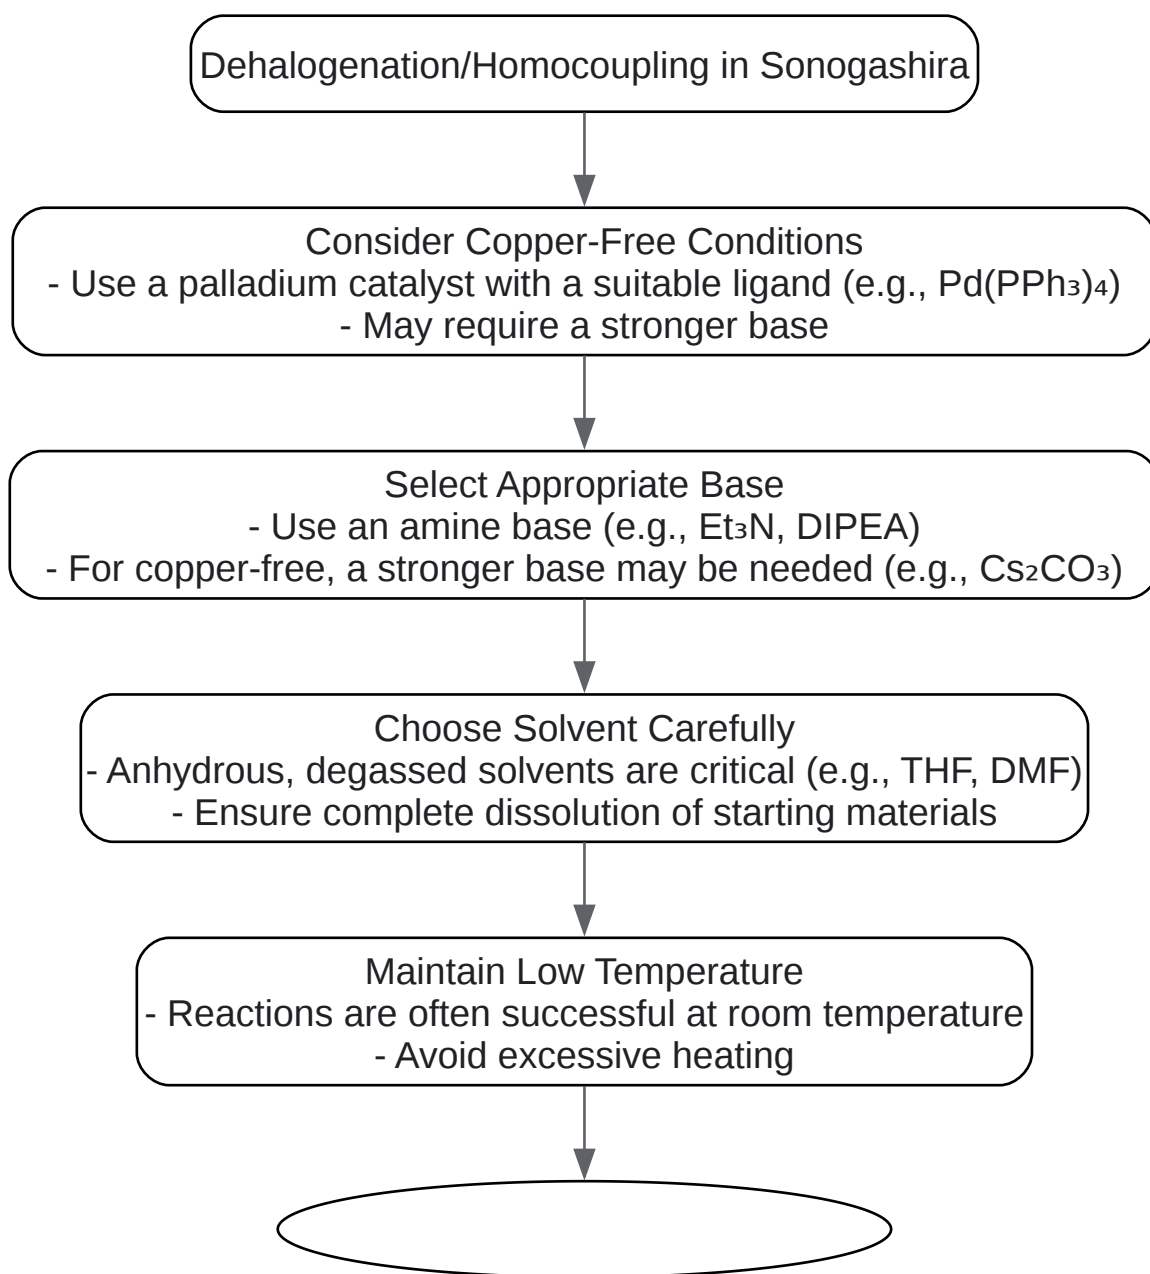 Dehalogenation/Homocoupling in Sonogashira
Consider Copper-Free Conditions
- Use a palladium catalyst with a suitable ligand (e.g., Pd(PPh₃)₄)
- May require a stronger base
Select Appropriate Base
- Use an amine base (e.g., Et₃N, DIPEA)
- For copper-free, a stronger base may be needed (e.g., Cs₂CO₃)
Choose Solvent Carefully
- Anhydrous, degassed solvents are critical (e.g., THF, DMF)
- Ensure complete dissolution of starting materials
Maintain Low Temperature
- Reactions are often successful at room temperature
- Avoid excessive heating